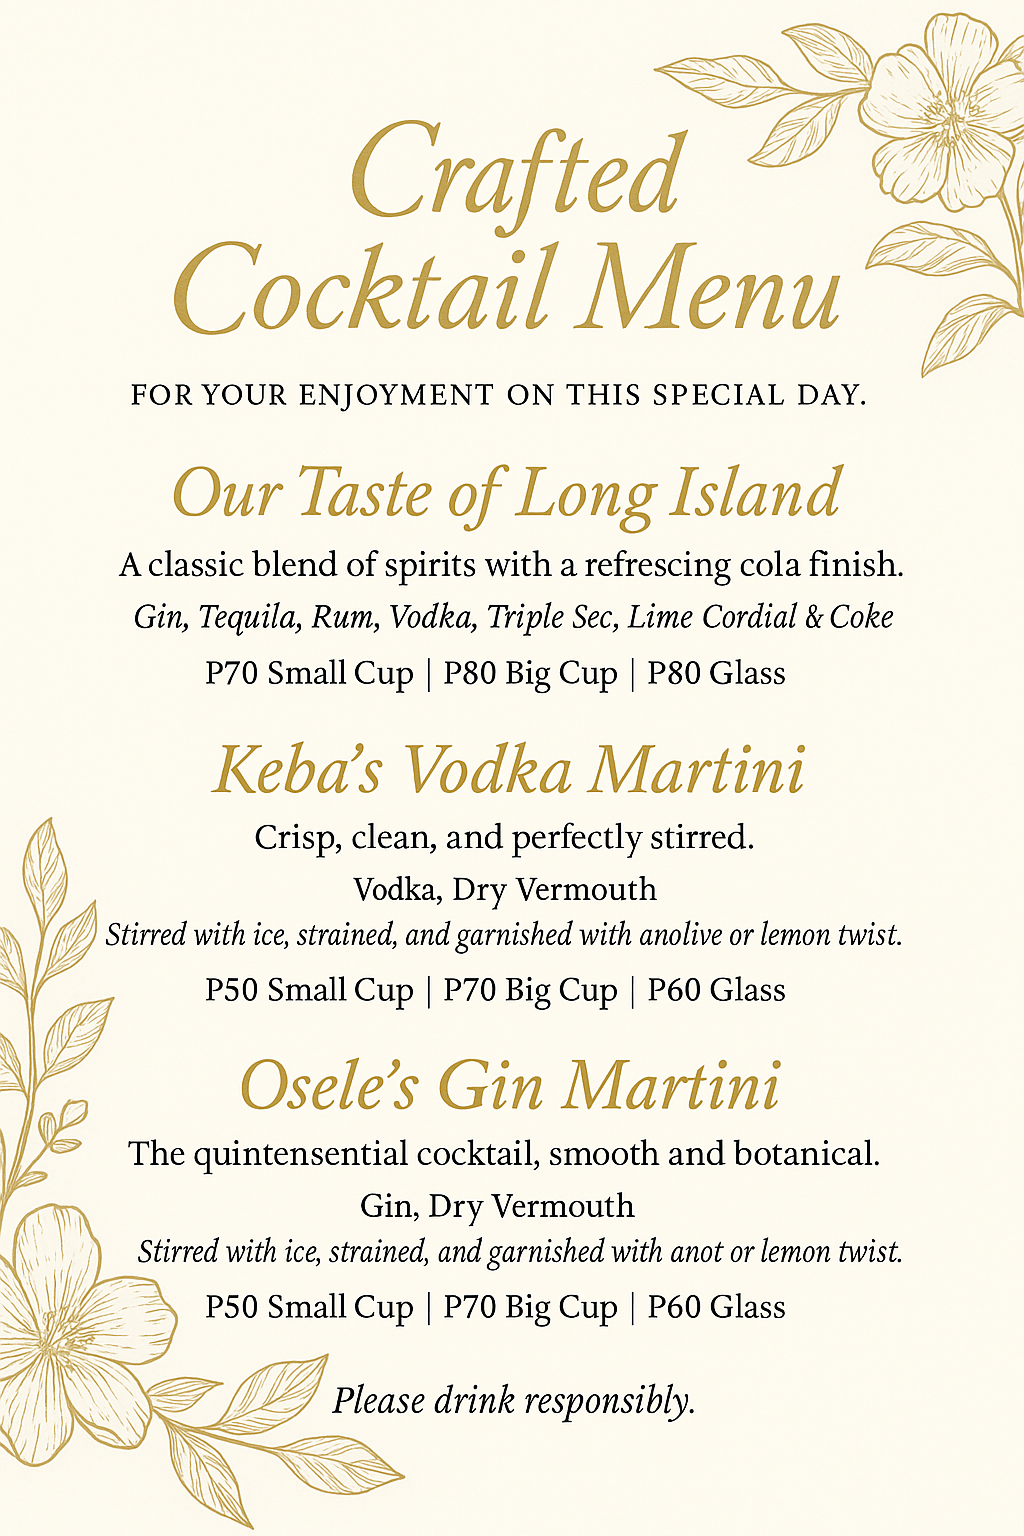 Crafted
Cocktail Menu
FOR YOUR ENJOYMENT ON THIS SPECIAL DAY.
Our Taste of Long Island
A classic blend of spirits with a refrescing cola finish.
Gin, Tequila, Rum, Vodka, Triple Sec, Lime Cordial & Coke
P70 Small Cup | P80 Big Cup | P80 Glass
Keba's Vodka Martini
Crisp, clean, and perfectly stirred.
Vodka, Dry Vermouth
Stirred with ice, strained, and garnished with anolive or lemon twist.
P50 Small Cup | P70 Big Cup | P60 Glass
Osele's Gin Martini
The quintensential cocktail, smooth and botanical.
Gin, Dry Vermouth
Stirred with ice, strained, and garnished with anot or lemon twist.
P50 Small Cup | P70 Big Cup | P60 Glass
Please drink responsibly.